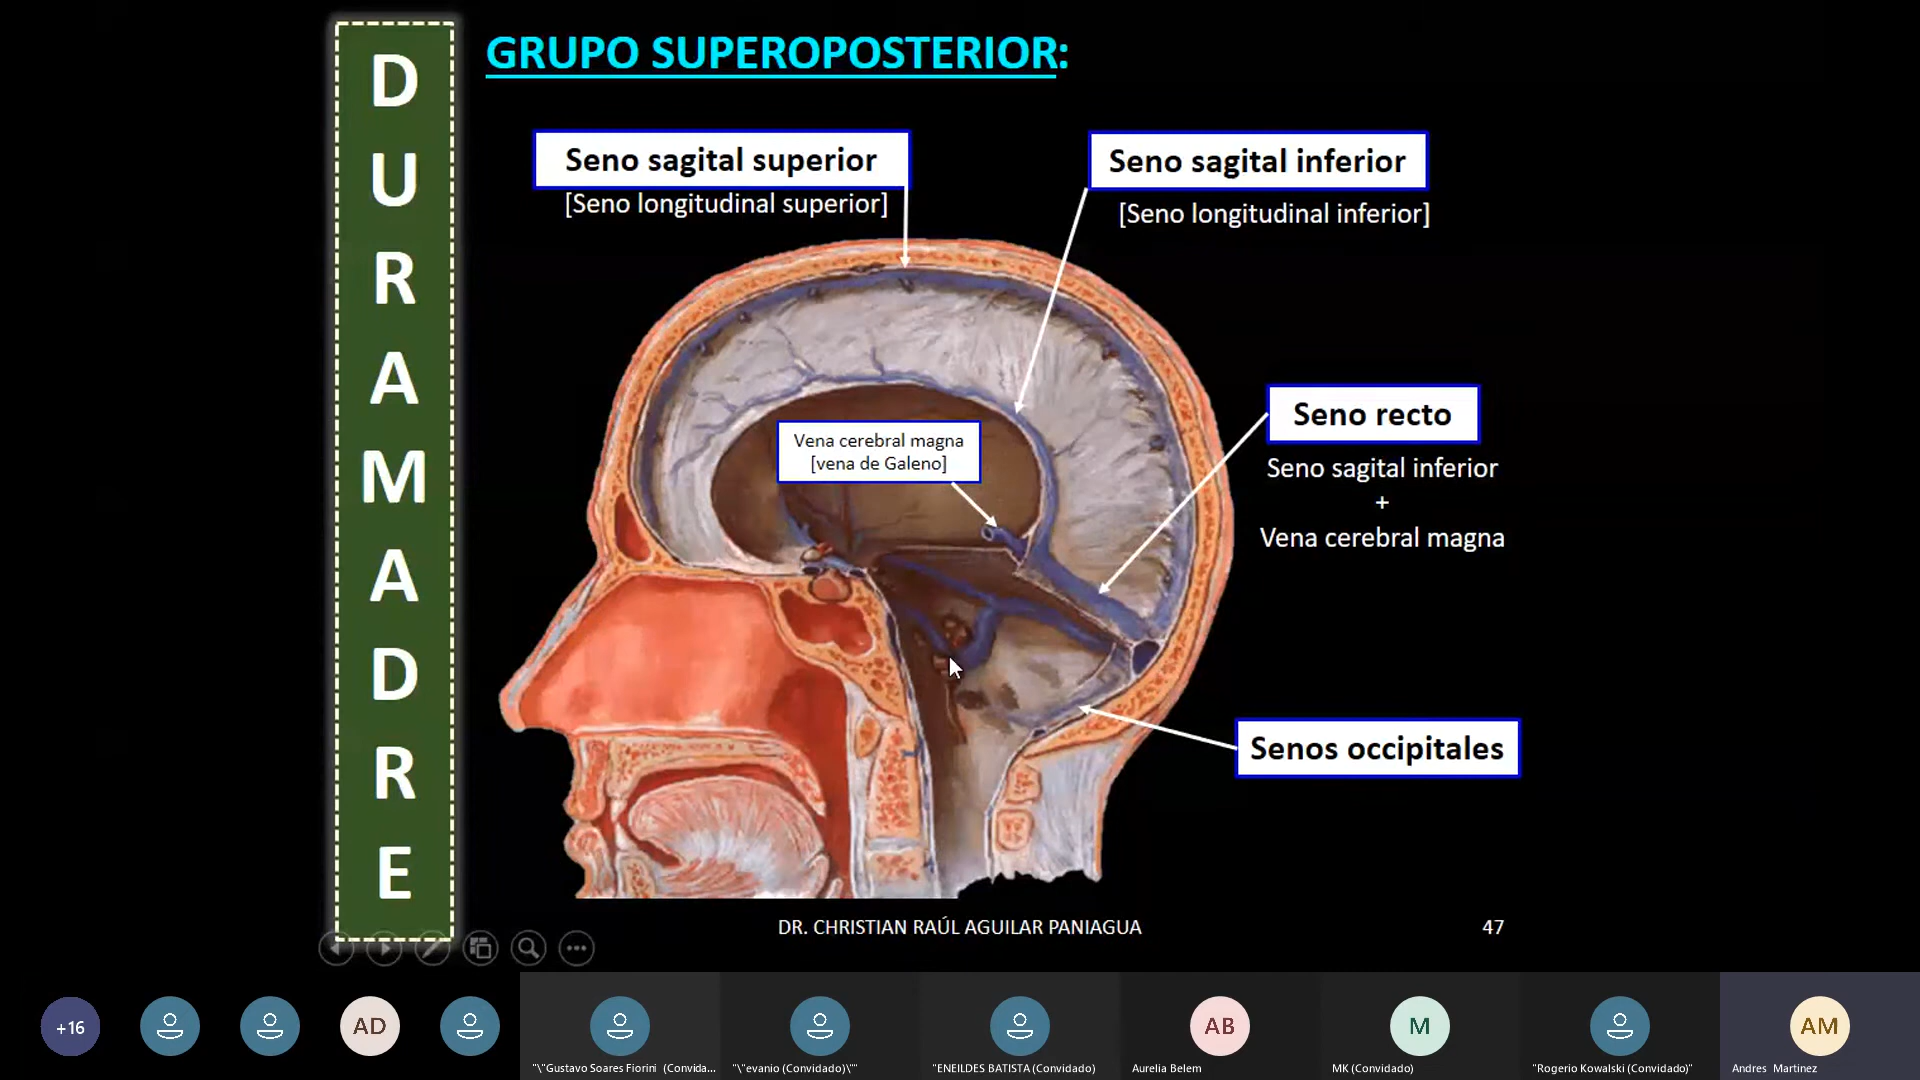 DURAMADRE
GRUPO SUPEROPOSTERIOR:
Seno sagital superior
[Seno longitudinal superior]
Seno sagital inferior
[Seno longitudinal inferior]
Vena cerebral magna
[vena de Galeno]
Seno recto
Seno sagital inferior
+
Vena cerebral magna
Senos occipitales
DR. CHRISTIAN RAÚL AGUILAR PANIAGUA
47
+16
AD
AB
M
AM
"\"Gustavo Soares Fiorini (Convida...
"\"evanio (Convidado)\""
"ENEILDES BATISTA (Convidado)
Aurelia Belem
MK (Convidado)
"Rogerio Kowalski (Convidado)"
Andres Martinez